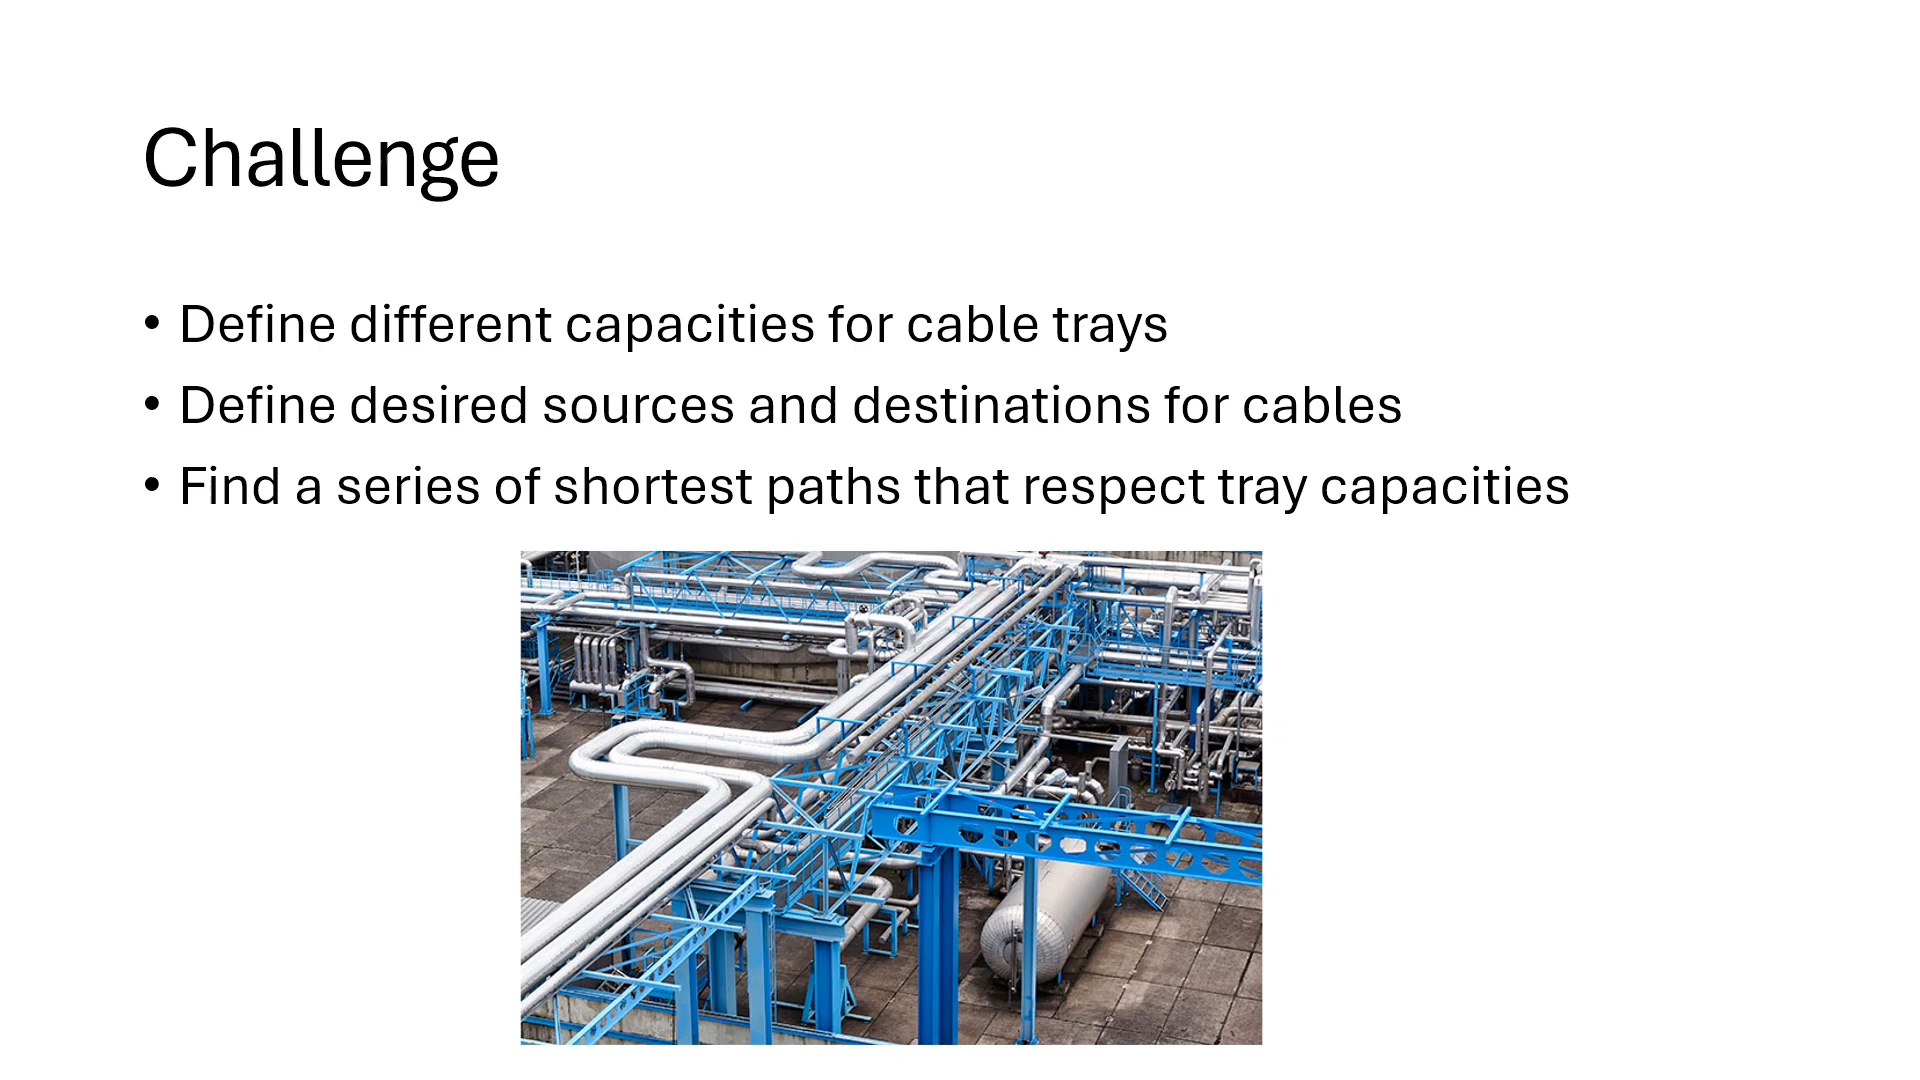 Challenge
• Define different capacities for cable trays
• Define desired sources and destinations for cables
• Find a series of shortest paths that respect tray capacities